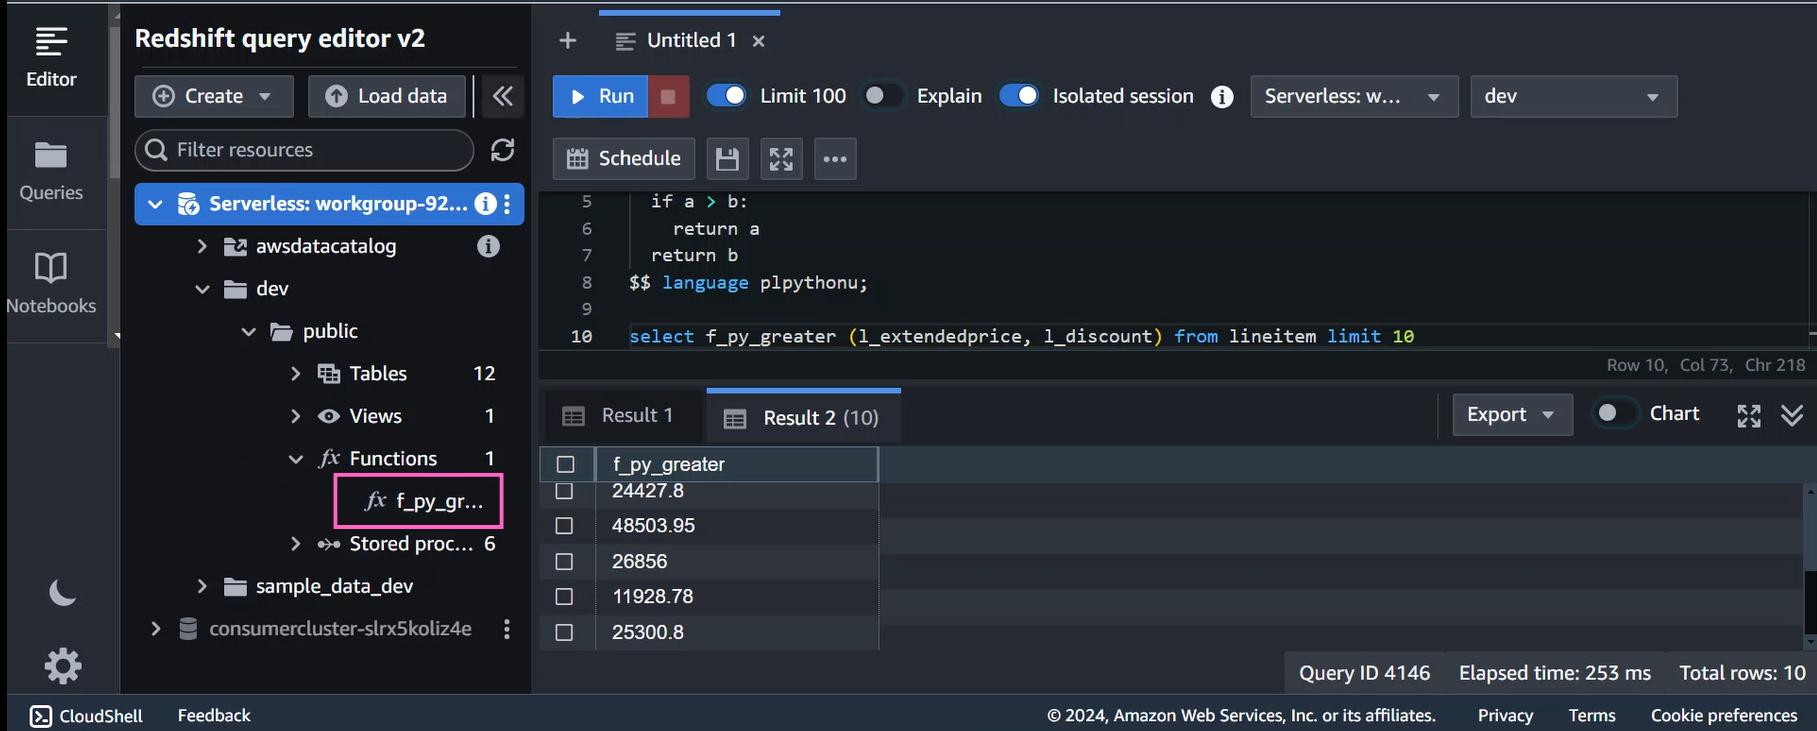 Editor
Queries
Notebooks
Redshift query editor v2
Create
Load data
Filter resources
Serverless: workgroup-92...
awsdatacatalog
dev
public
Tables 12
Views 1
fx Functions 1
fx f_py_gr...
Stored proc... 6
sample_data_dev
consumercluster-slrx5koliz4e
+ Untitled 1 ×
Run Limit 100 Explain Isolated session Serverless: w... dev
Schedule
5 if a > b:
6 return a
7 return b
8 $$ language plpythonu;
9
10 select f_py_greater (l_extendedprice, l_discount) from lineitem limit 10
Row 10, Col 73, Chr 218
Result 1 Result 2 (10) Export Chart
f_py_greater
24427.8
48503.95
26856
11928.78
25300.8
Query ID 4146 Elapsed time: 253 ms Total rows: 10
CloudShell Feedback © 2024, Amazon Web Services, Inc. or its affiliates. Privacy Terms Cookie preferences